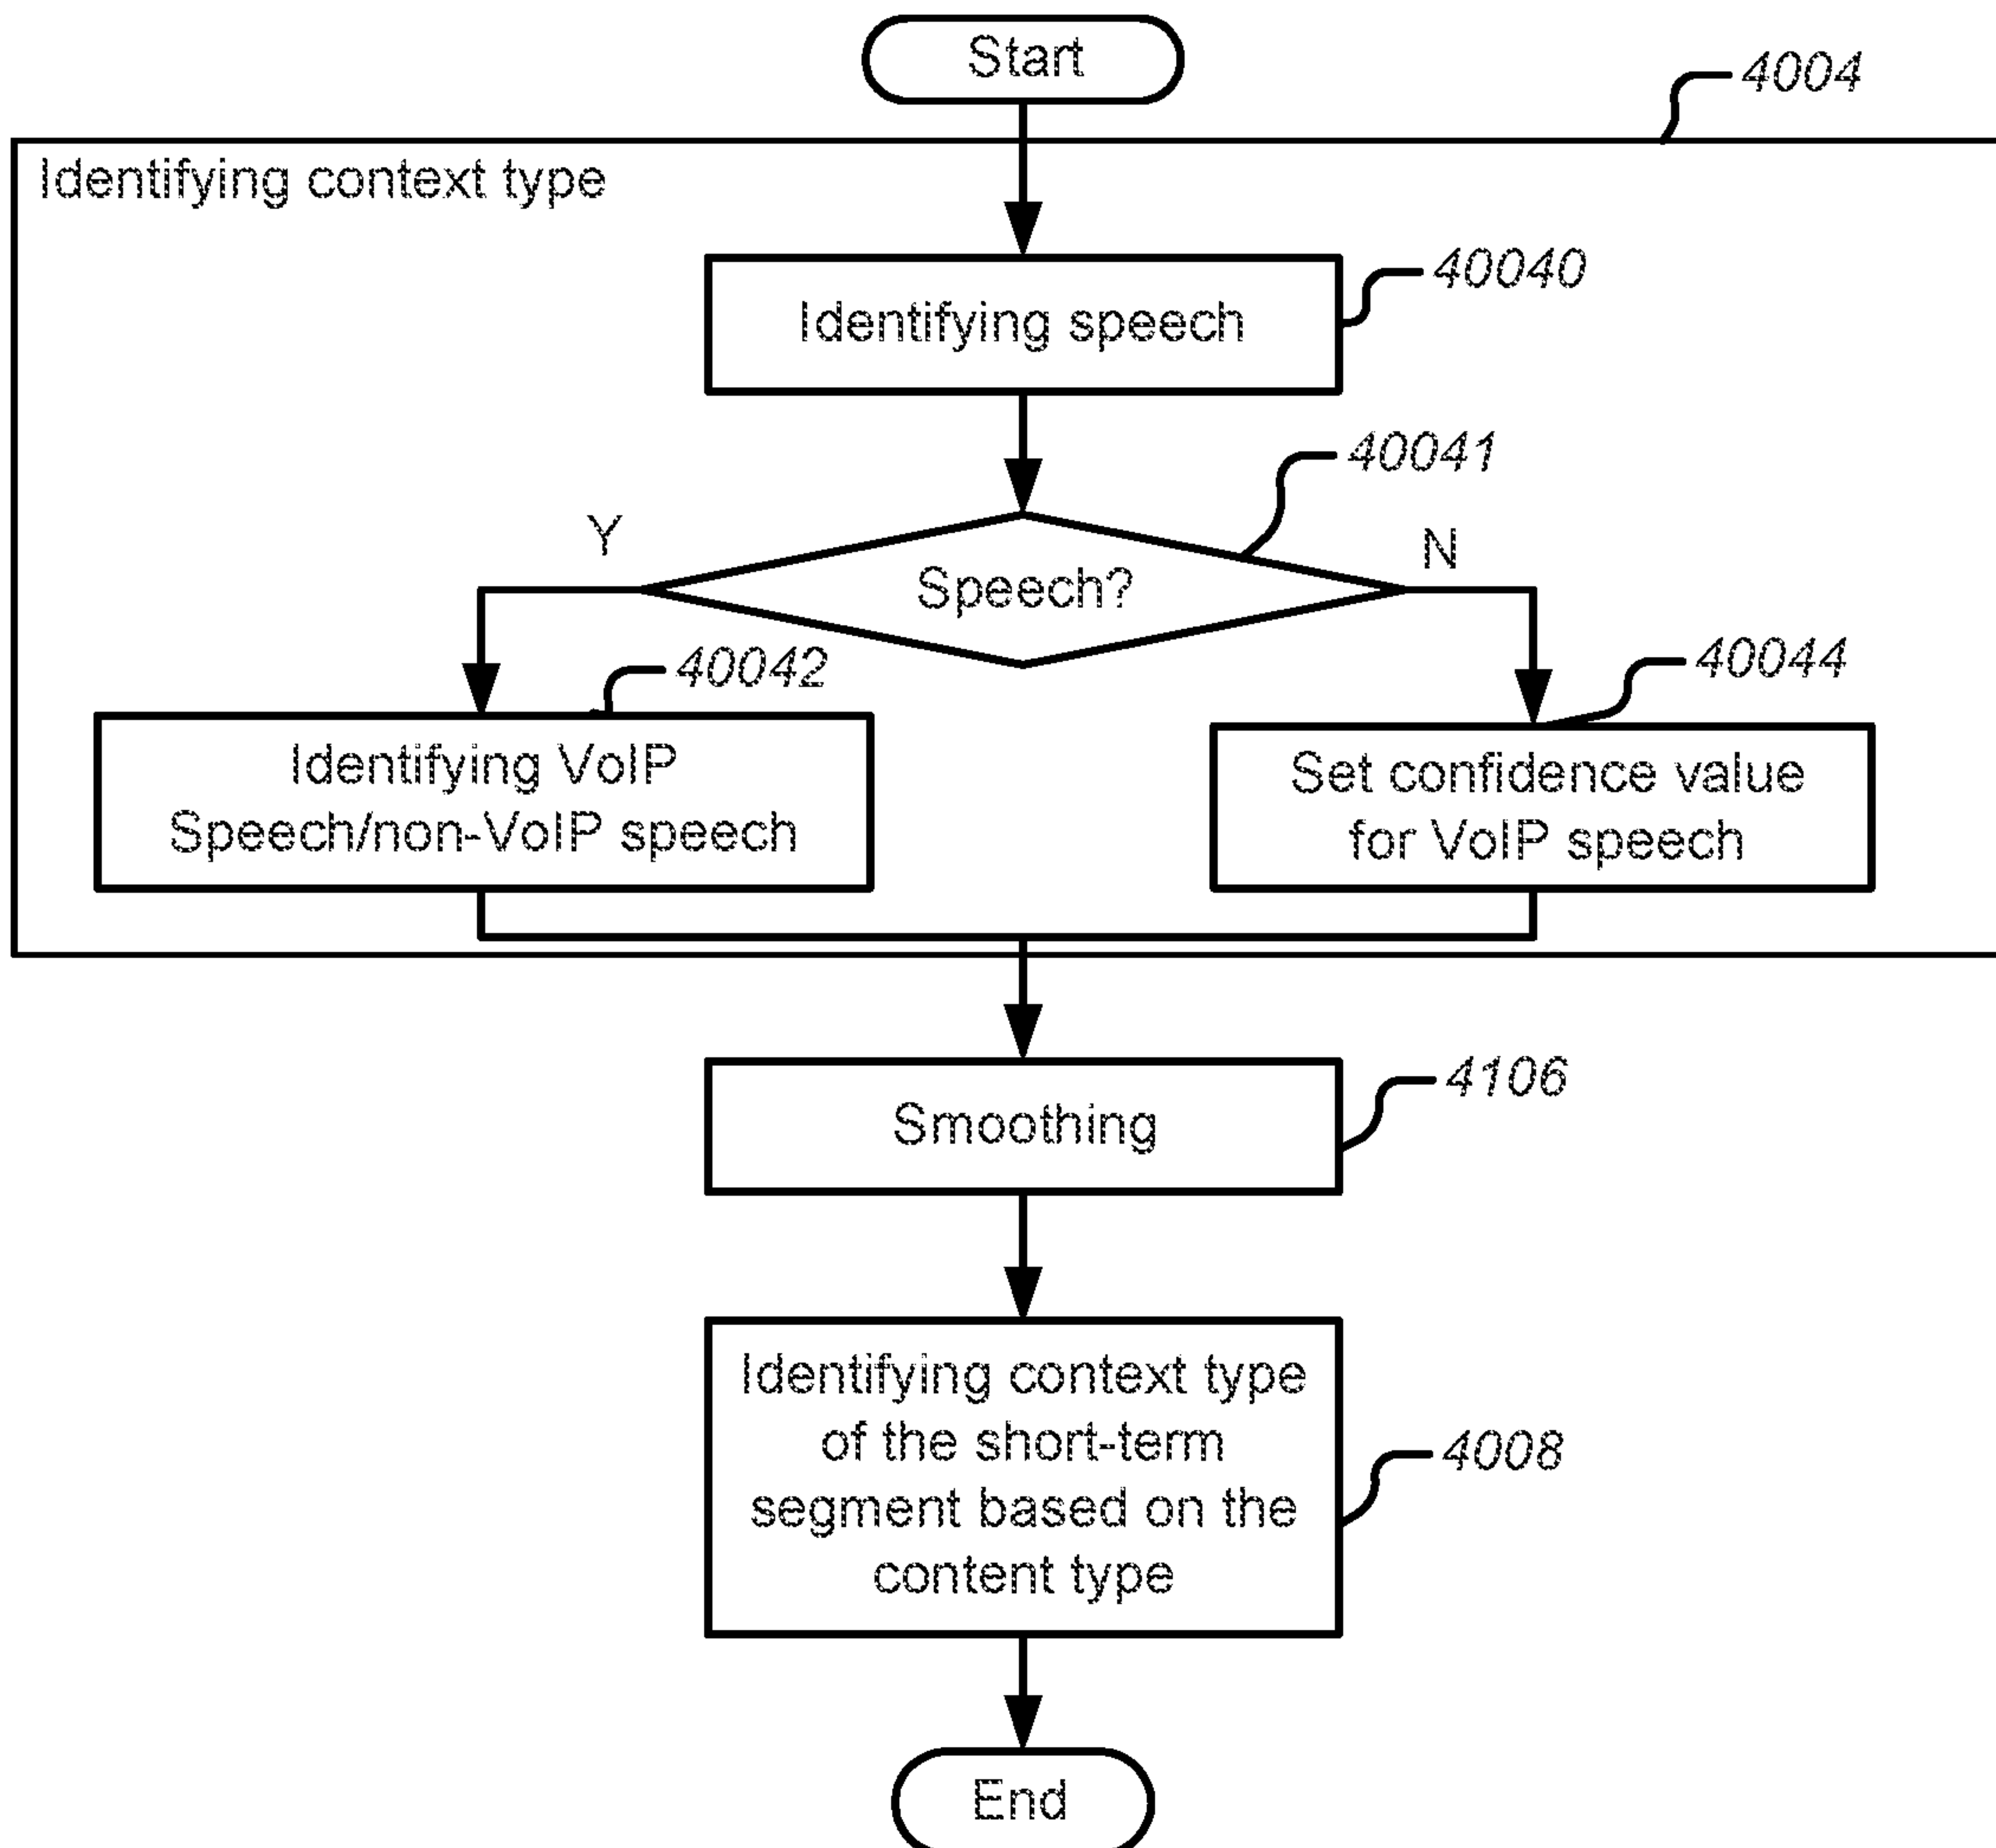 Start
4004
Identifying context type
40040
Identifying speech
40041
Y
N
Speech?
40042
40044
Identifying VoIP
Speech/non-VoIP speech
Set confidence value
for VoIP speech
4106
Smoothing
Identifying context type
of the short-term
segment based on the
content type
4008
End